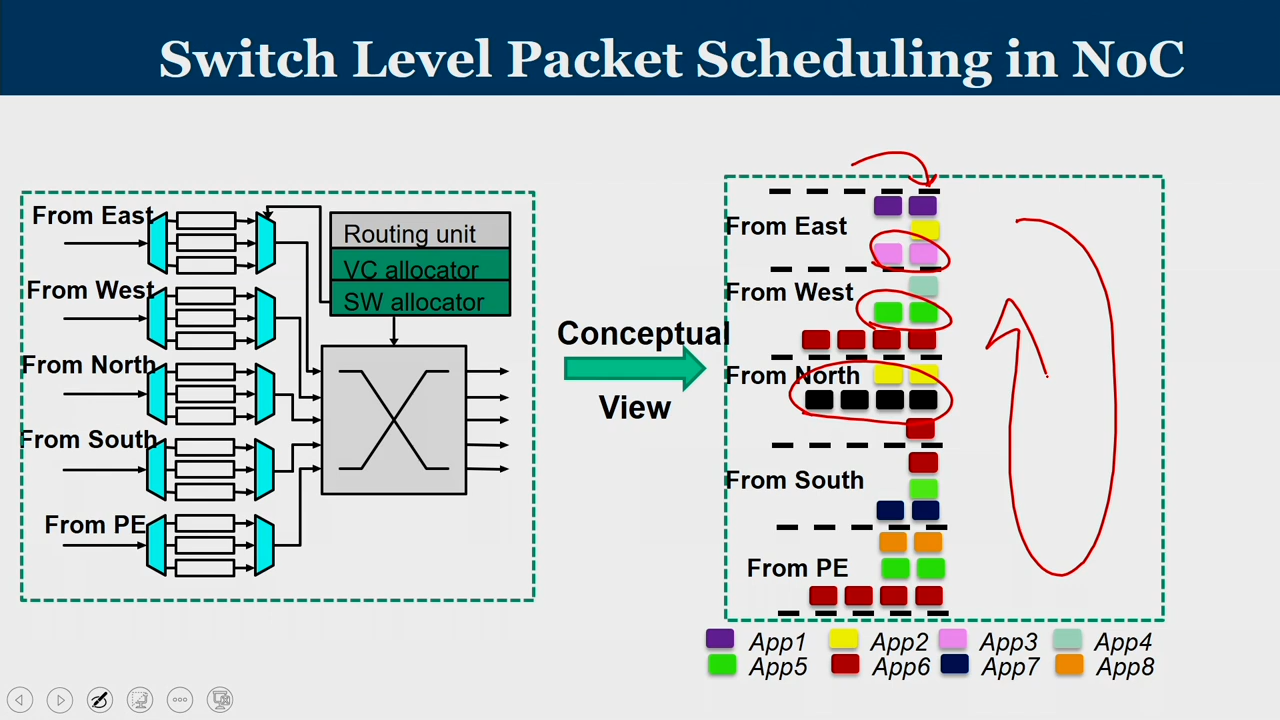 Switch Level Packet Scheduling in NoC
From East
From West
From North
From South
From PE
Routing unit
VC allocator
SW allocator
Conceptual
View
From East
From West
From North
From South
From PE
App1 App2 App3 App4
App5 App6 App7 App8